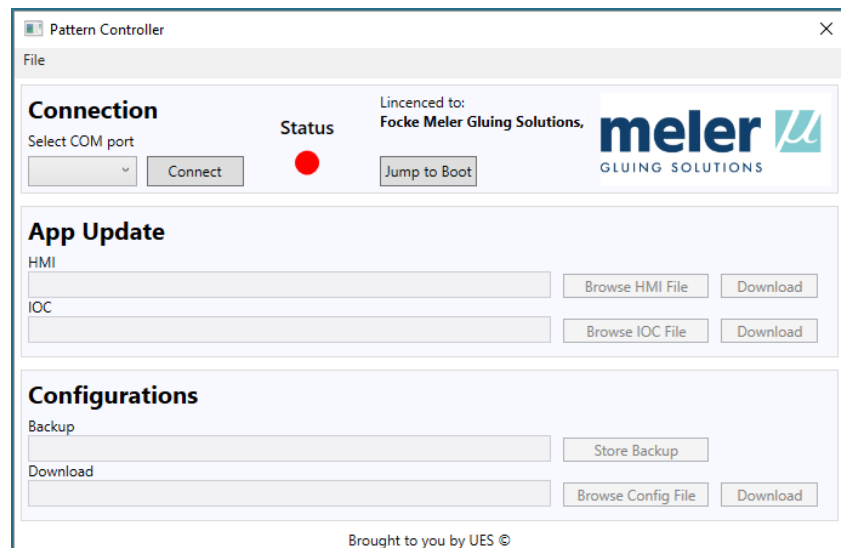 Pattern Controller
File
Connection
Select COM port
Connect
Status
Lincenced to:
Focke Meler Gluing Solutions,
Jump to Boot
meler µ
GLUING SOLUTIONS
App Update
HMI
Browse HMI File
Download
IOC
Browse IOC File
Download
Configurations
Backup
Store Backup
Download
Browse Config File
Download
Brought to you by UES ©